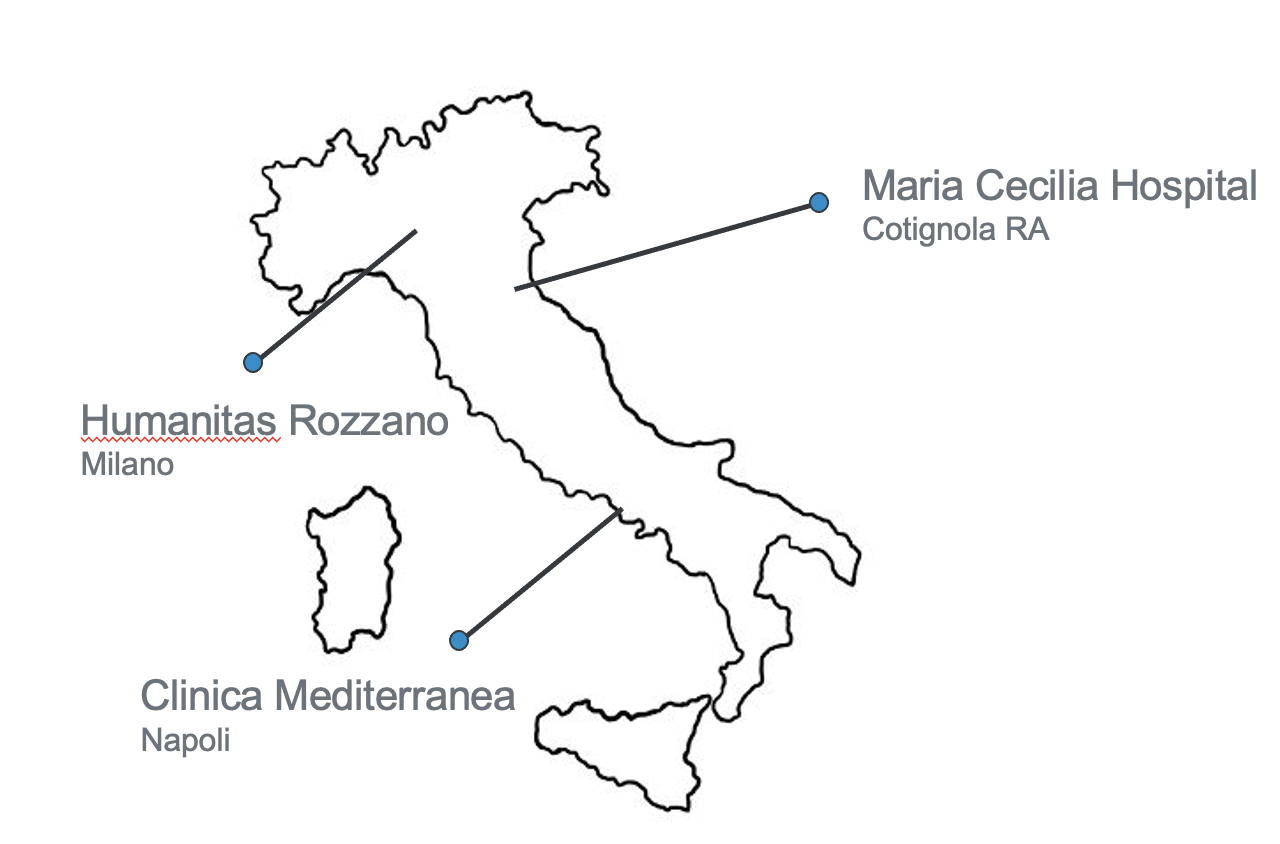 Maria Cecilia Hospital
Cotignola RA
Humanitas Rozzano
Milano
Clinica Mediterranea
Napoli